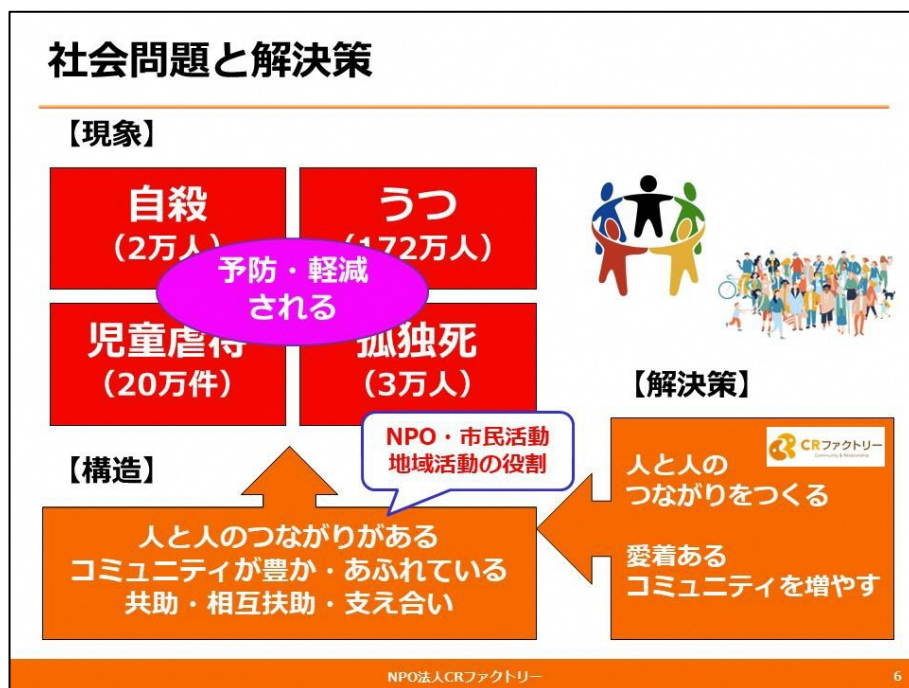 社会問題と解決策
【現象】
自殺
（2万人）
うつ
（172万人）
予防・軽減
される
児童虐待
（20万件）
孤独死
（3万人）
【解決策】
NPO・市民活動
地域活動の役割
CRファクトリー
Community & Relationship
人と人の
つながりをつくる
愛着ある
コミュニティを増やす
【構造】
人と人のつながりがある
コミュニティが豊か・あふれている
共助・相互扶助・支え合い
NPO法人CRファクトリー
6